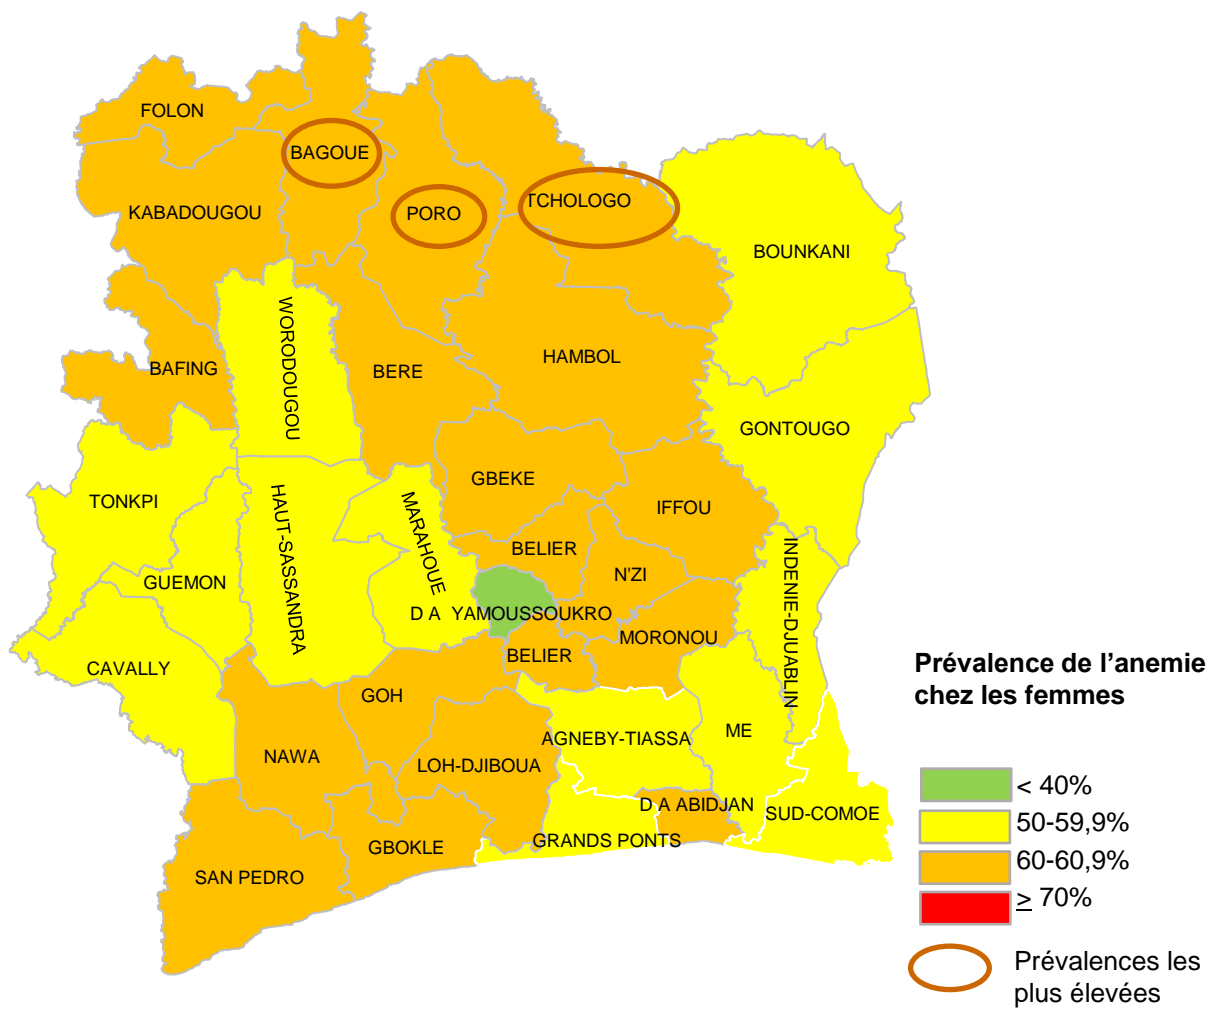 FOLON
BAGOUE
KABADOUGOU
PORO
TCHOLOGO
BOUNKANI
WORODOUGOU
BAFING
BERE
HAMBOL
GONTOUGO
TONKPI
HAUT-SASSANDRA
MARAHOUE
GBEKE
IFFOU
BELIER
N'ZI
INDENIE-DJUABLIN
GUEMON
D A YAMOUSSOUKRO
MORONOU
BELIER
CAVALLY
GOH
NAWA
LOH-DJIBOUA
AGNEBY-TIASSA
ME
D A ABIDJAN
SUD-COMOE
GRANDS PONTS
GBOKLE
SAN PEDRO
Prévalence de l’anemie
chez les femmes
< 40%
50-59,9%
60-60,9%
≥ 70%
Prévalences les
plus élevées